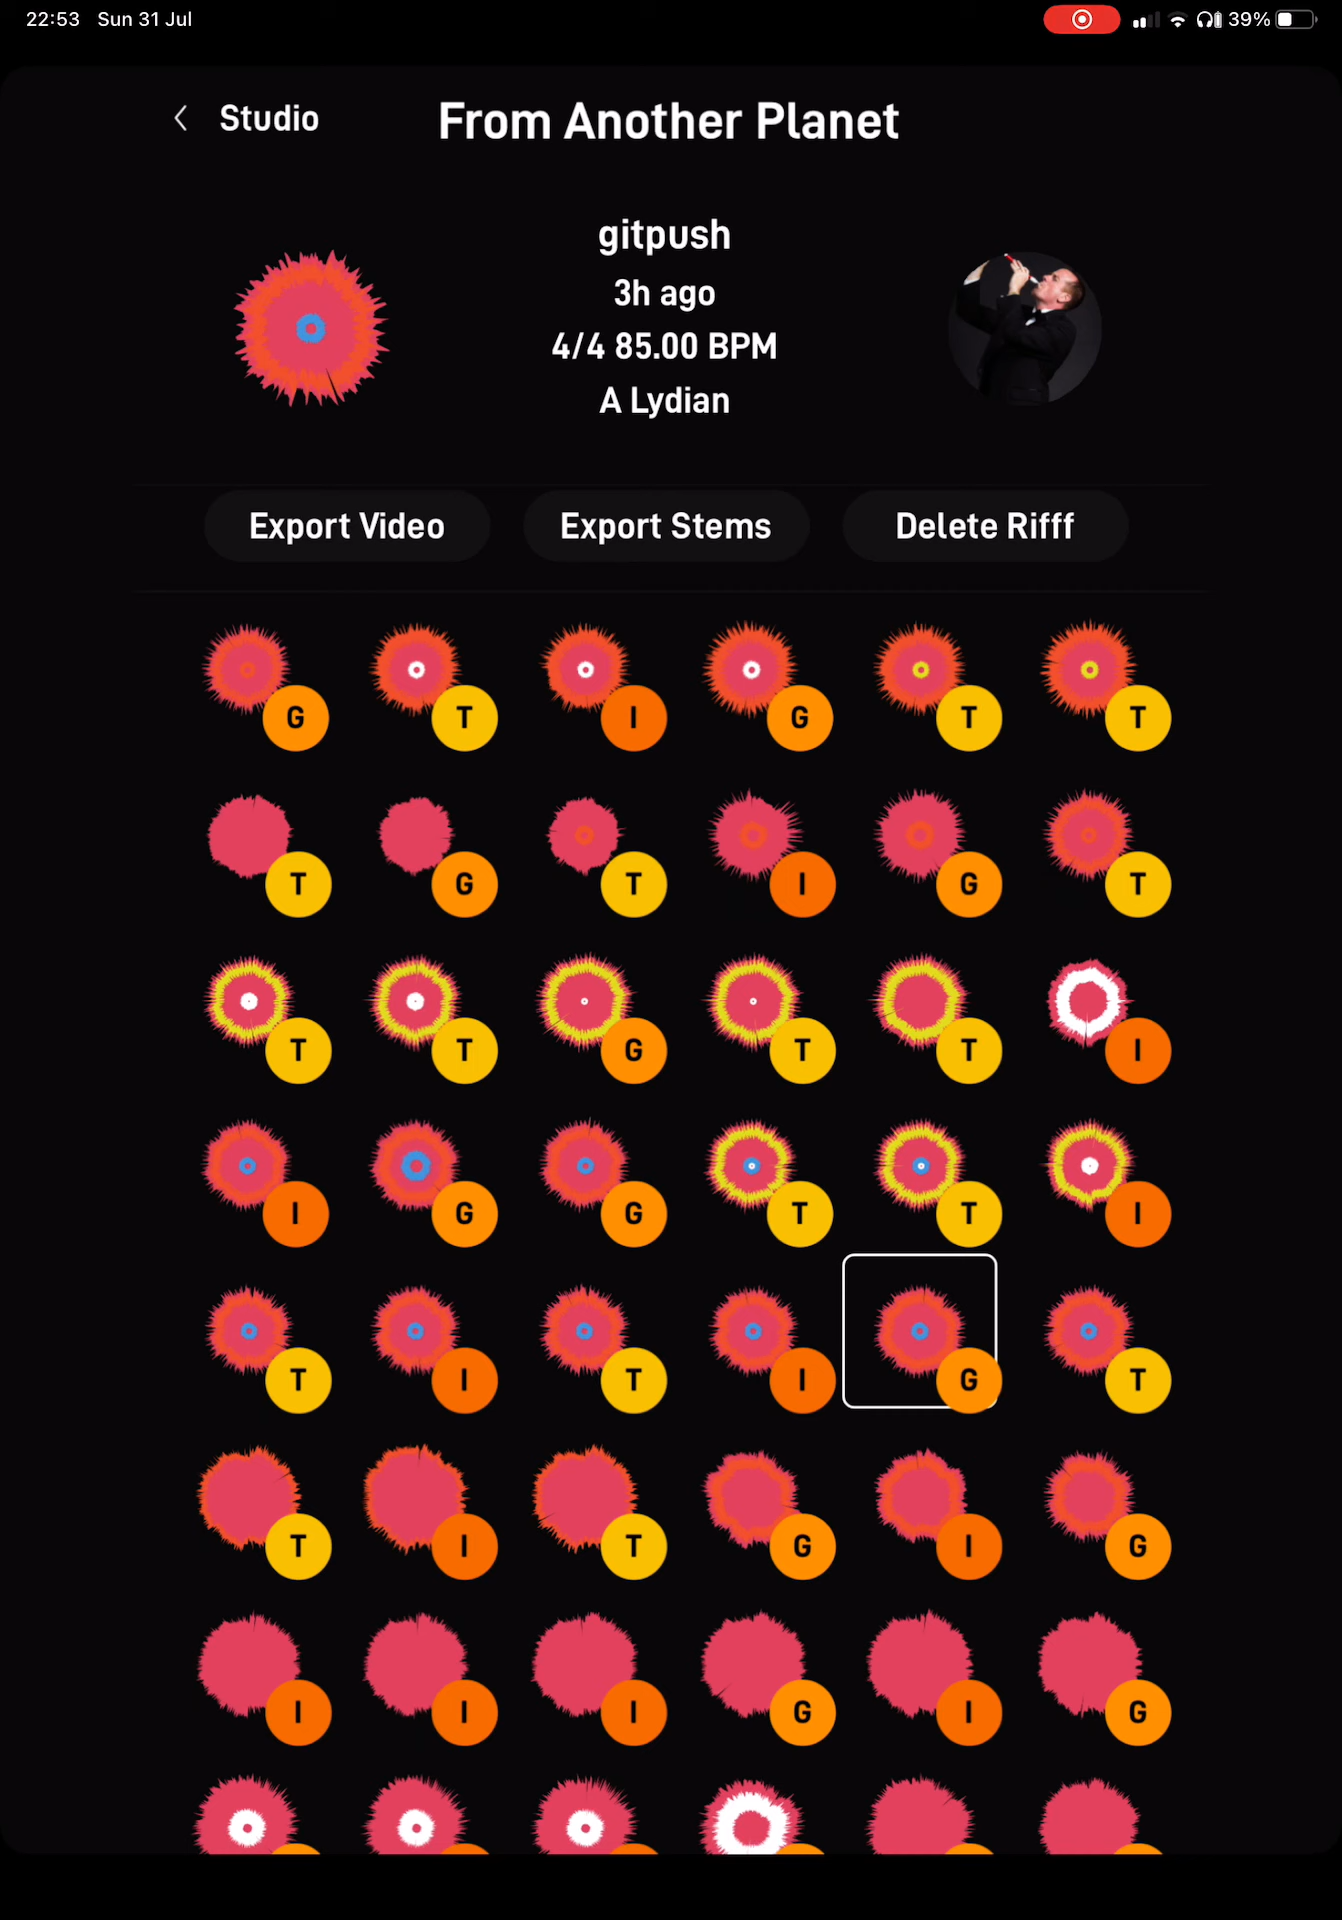 22:53 Sun 31 Jul 39%
Studio From Another Planet
gitpush
3h ago
4/4 85.00 BPM
A Lydian
Export Video Export Stems Delete Rifff
G T I G T T
T G T I G T
T T G T T I
I G G T T I
T I T I G T
T I T G I G
I I I G I G